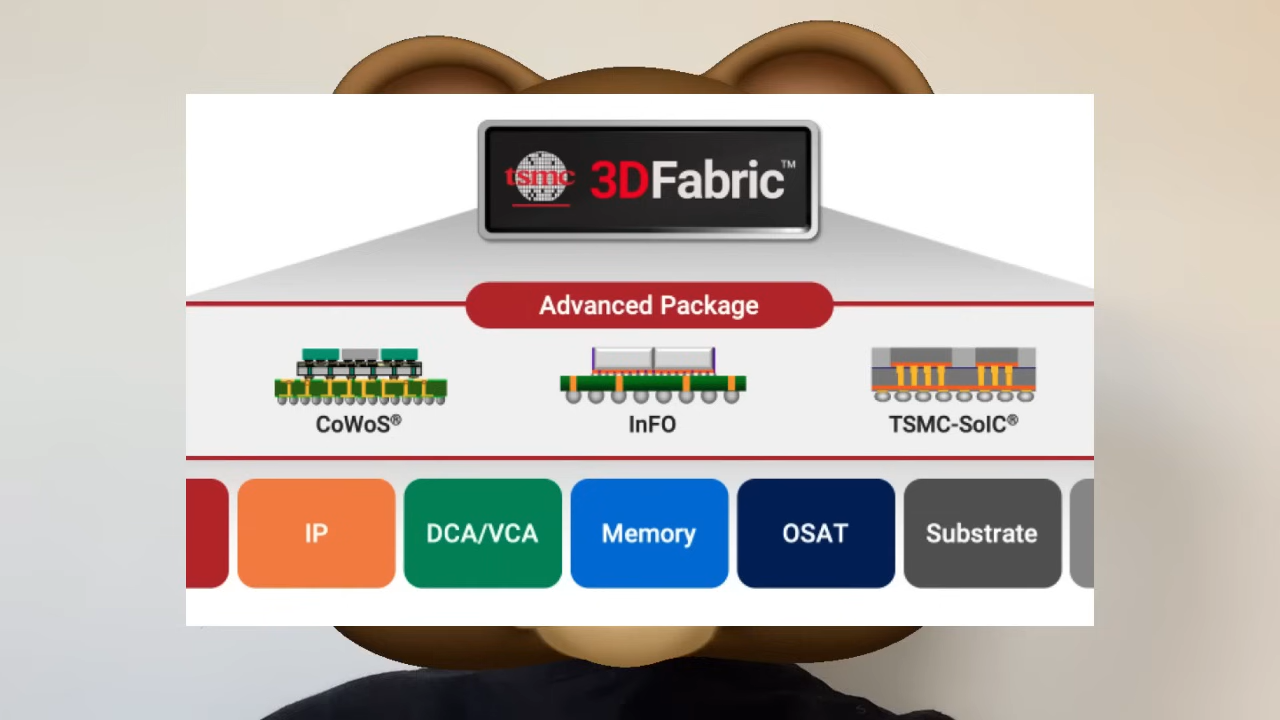 tsmc 3DFabric™
Advanced Package
CoWoS® InFO TSMC-SoIC®
IP DCA/VCA Memory OSAT Substrate